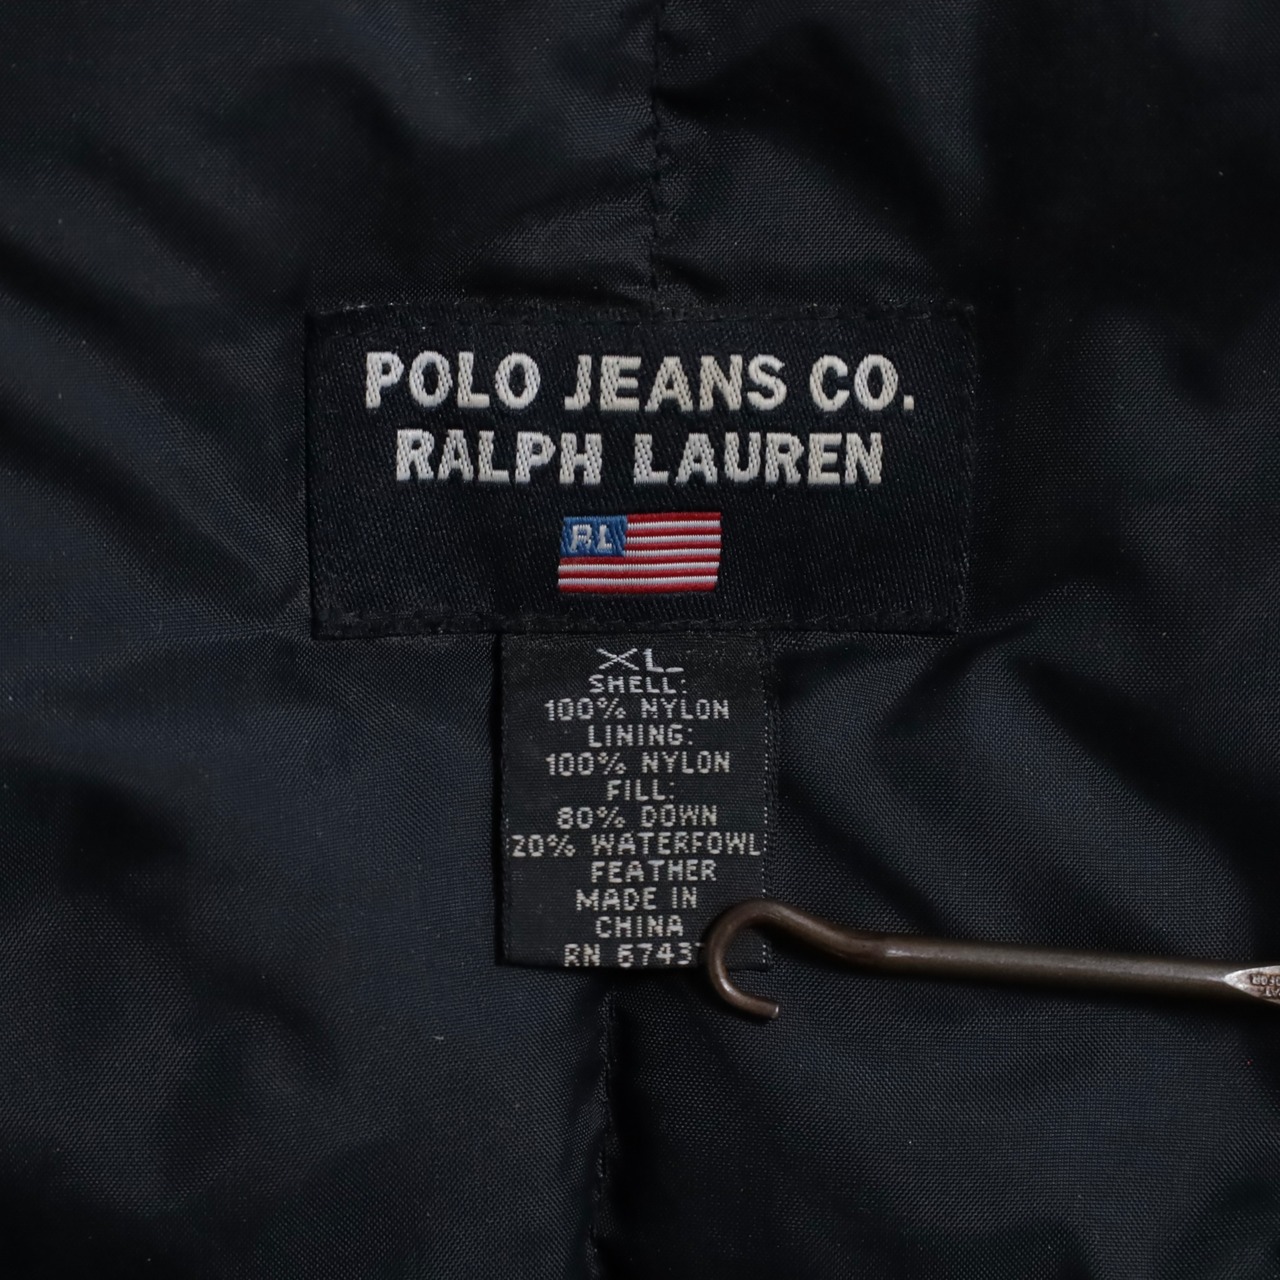 POLO JEANS CO.
RALPH LAUREN
RL
XL
SHELL:
100% NYLON
LINING:
100% NYLON
FILL:
80% DOWN
20% WATERFOWL
FEATHER
MADE IN
CHINA
RN